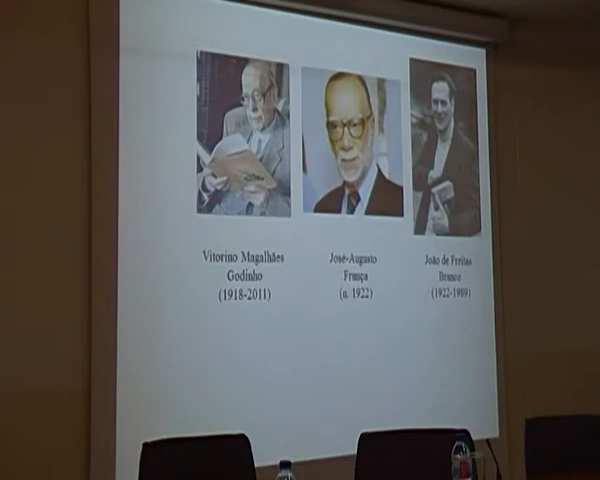 Vitorino Magalhães
Godinho
(1918-2011)
José-Augusto
França
(n. 1922)
João de Freitas
Branco
(1922-1989)